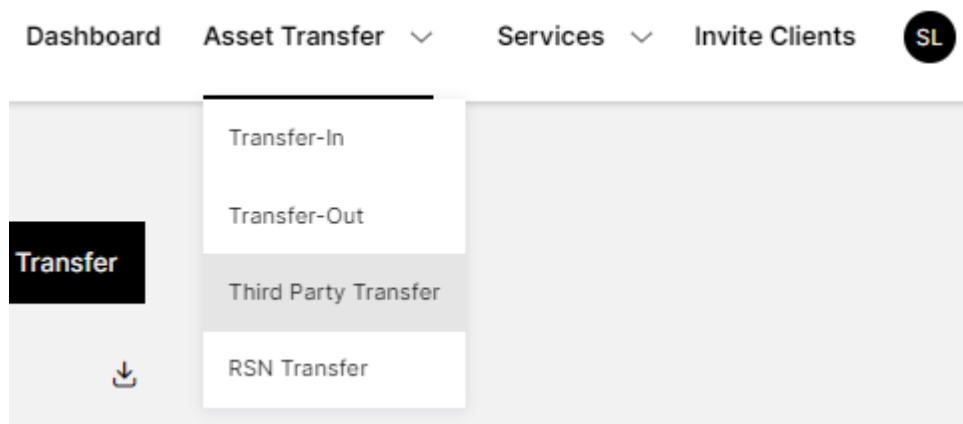 Dashboard Asset Transfer Services Invite Clients SL
Transfer-In
Transfer-Out
Transfer
Third Party Transfer
RSN Transfer